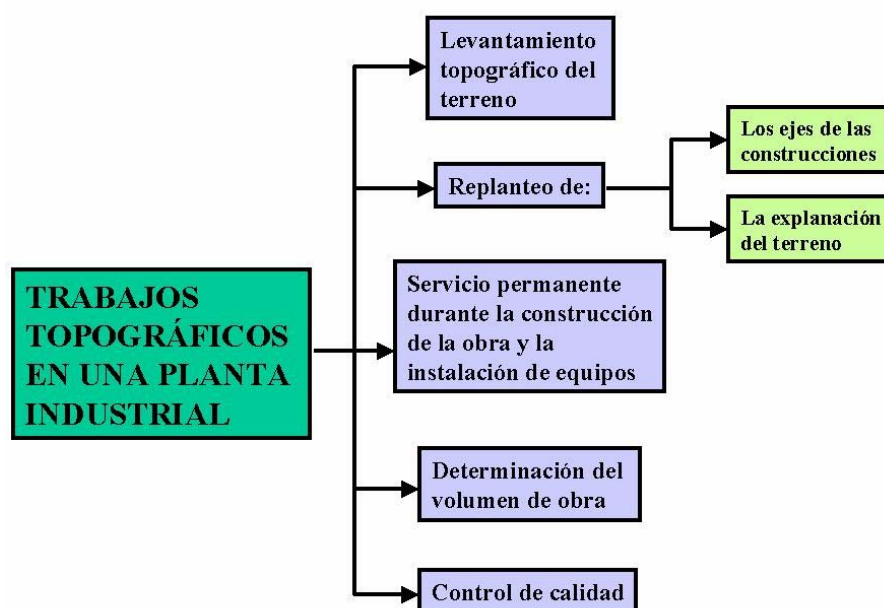 TRABAJOS
TOPOGRÁFICOS
EN UNA PLANTA
INDUSTRIAL
Levantamiento
topográfico del
terreno
Replanteo de:
Los ejes de las
construcciones
La explanación
del terreno
Servicio permanente
durante la construcción
de la obra y la
instalación de equipos
Determinación del
volumen de obra
Control de calidad